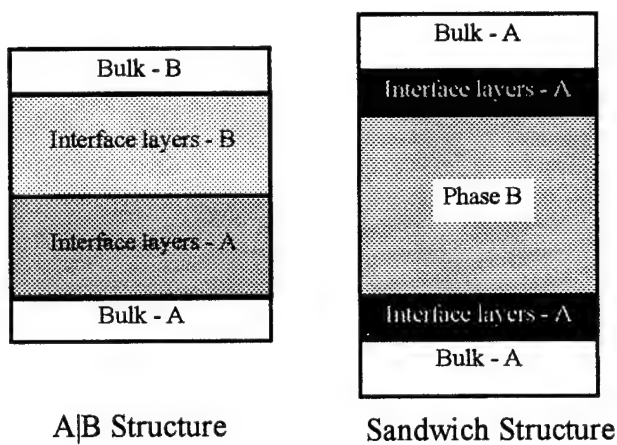 Bulk - B
Interface layers - B
Interface layers - A
Bulk - A
A|B Structure
Bulk - A
Interface layers - A
Phase B
Interface layers - A
Bulk - A
Sandwich Structure